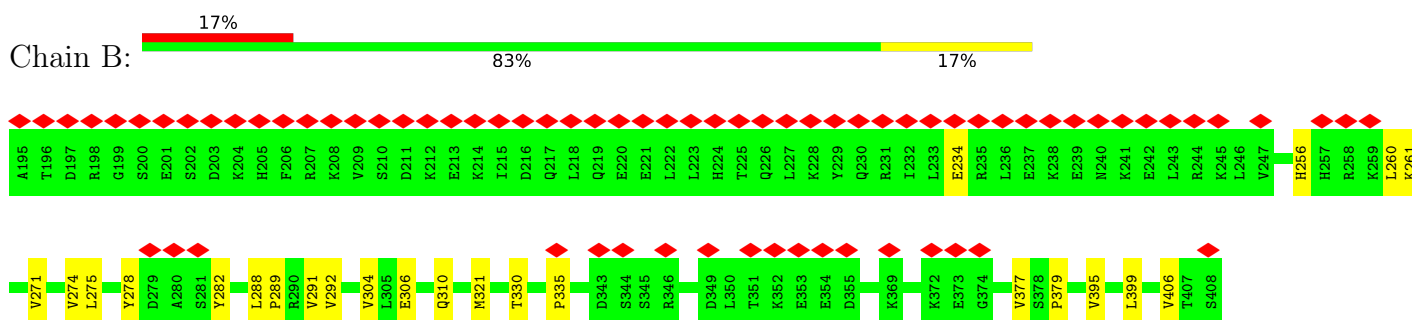 17%
Chain B:
83% 17%
A195 T196 D197 R198 G199 S200 E201 S202 D203 K204 H205 F206 R207 K208 V209 S210 D211 K212 E213 K214 I215 D216 Q217 L218 Q219 E220 E221 L222 L223 H224 T225 Q226 L227 K228 Y229 Q230 R231 I232 L233 E234 R235 L236 E237 K238 E239 N240 K241 E242 L243 R244 K245 L246 V247 H256 H257 R258 K259 L260 K261
V271 V274 L275 Y278 D279 A280 S281 Y282 L288 P289 R290 V291 V292 V304 L305 E306 Q310 M321 T330 P335 D343 S344 S345 R346 D349 L350 T351 K352 E353 E354 D355 K369 K372 E373 G374 V377 S378 P379 V395 L399 V406 T407 S408